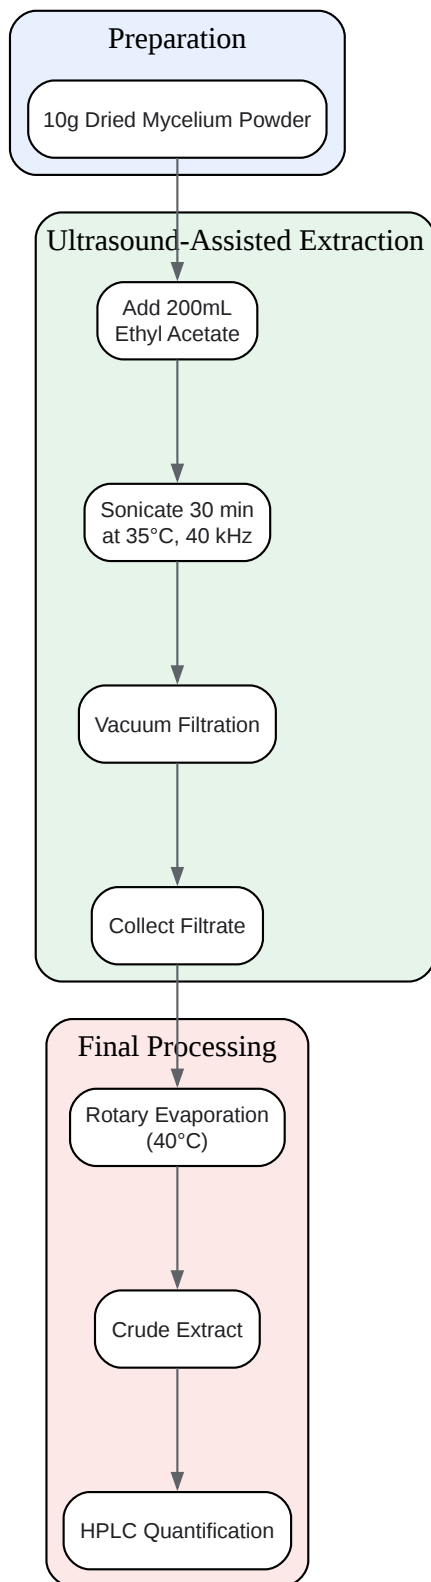 Preparation
10g Dried Mycelium Powder
Ultrasound-Assisted Extraction
Add 200mL
Ethyl Acetate
Sonicate 30 min
at 35°C, 40 kHz
Vacuum Filtration
Collect Filtrate
Final Processing
Rotary Evaporation
(40°C)
Crude Extract
HPLC Quantification